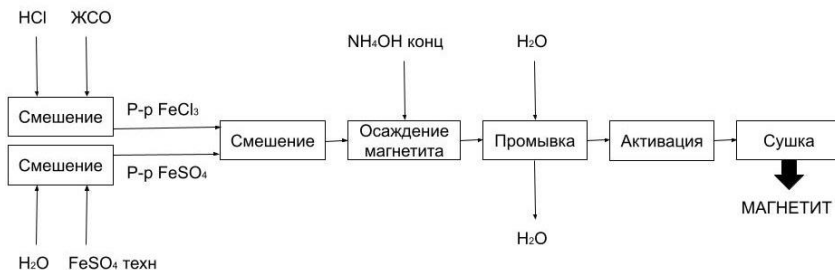 HCl ЖСО
NH₄OH конц H₂O
Смешение Р-р FeCl₃
Смешение Осаждение магнетита Промывка Активация Сушка
Смешение Р-р FeSO₄
МАГНЕТИТ
H₂O
H₂O FeSO₄ техн